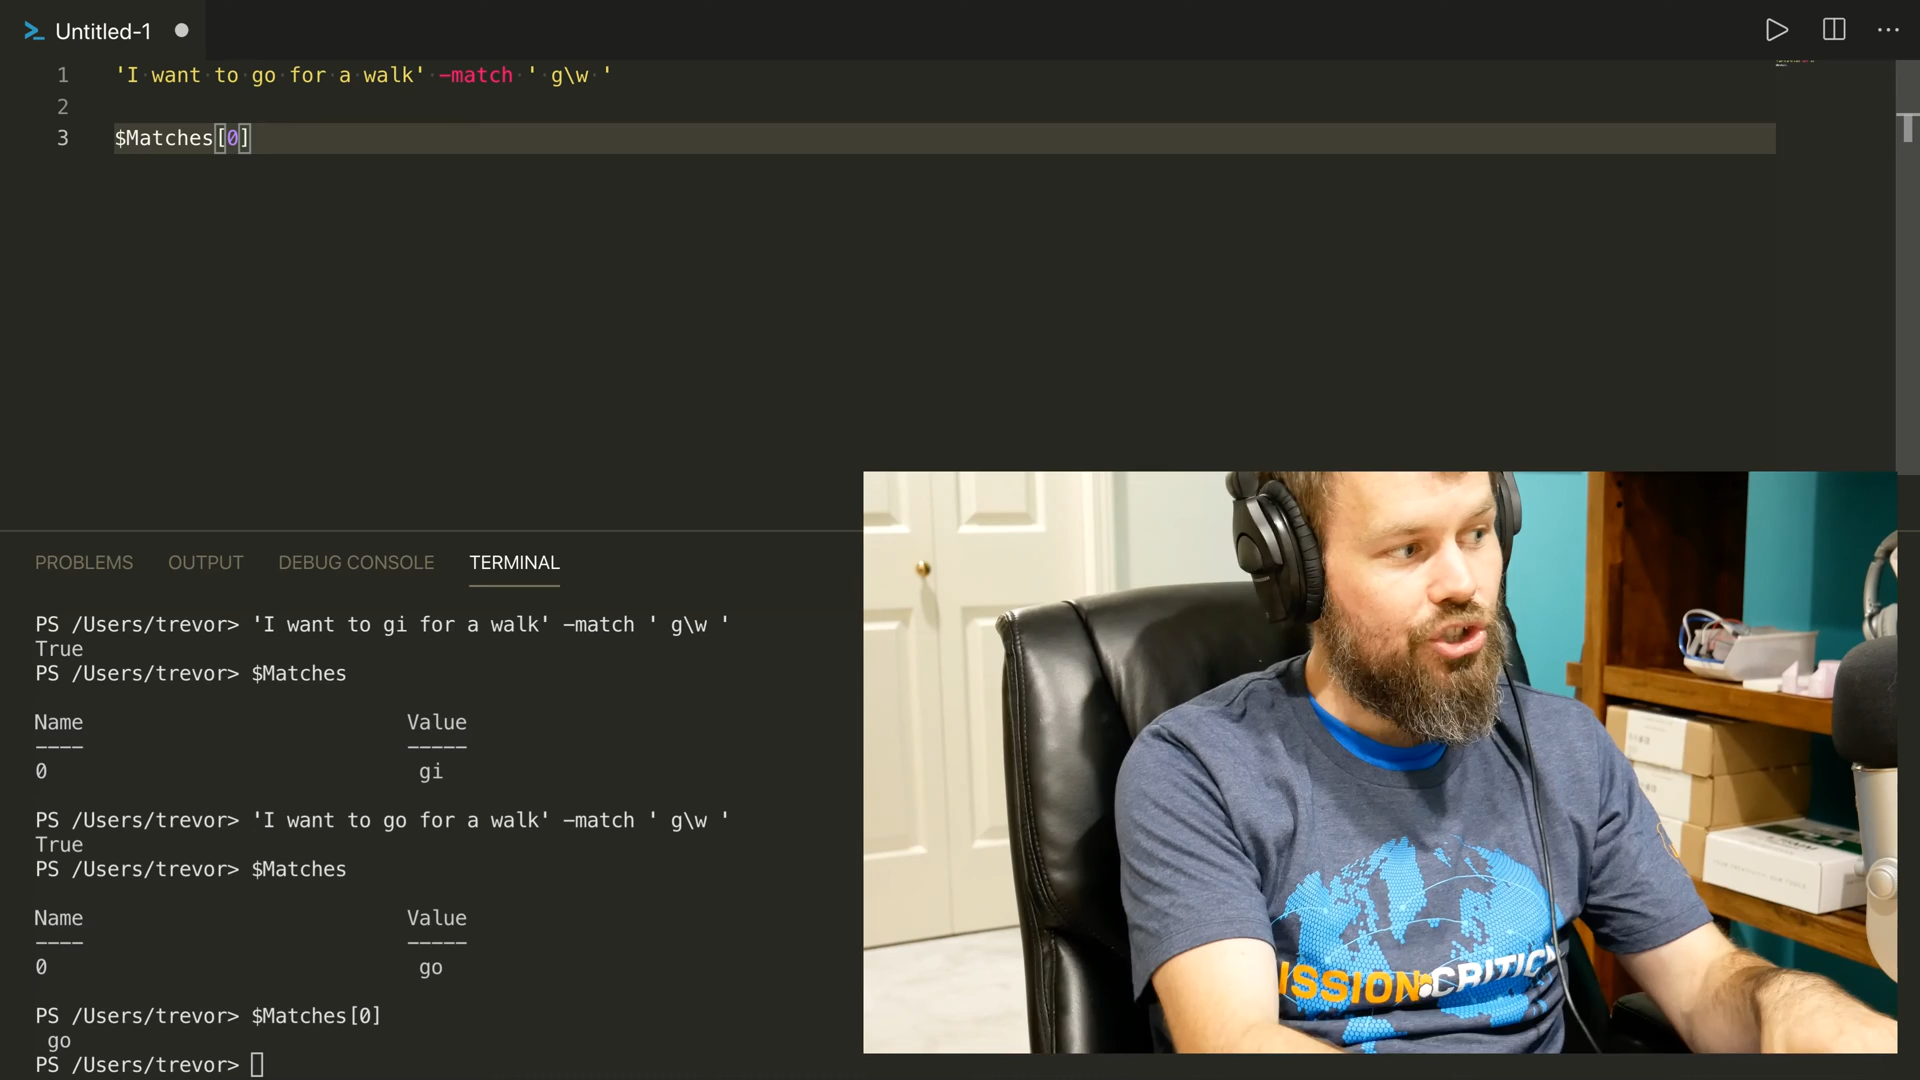 Untitled-1
1 'I want to go for a walk' -match ' g\w '
2
3 $Matches[0]
PROBLEMS OUTPUT DEBUG CONSOLE TERMINAL
PS /Users/trevor> 'I want to gi for a walk' -match ' g\w '
True
PS /Users/trevor> $Matches
Name Value
---- -----
0 gi
PS /Users/trevor> 'I want to go for a walk' -match ' g\w '
True
PS /Users/trevor> $Matches
Name Value
---- -----
0 go
PS /Users/trevor> $Matches[0]
go
PS /Users/trevor>
ISSION:CRITICA